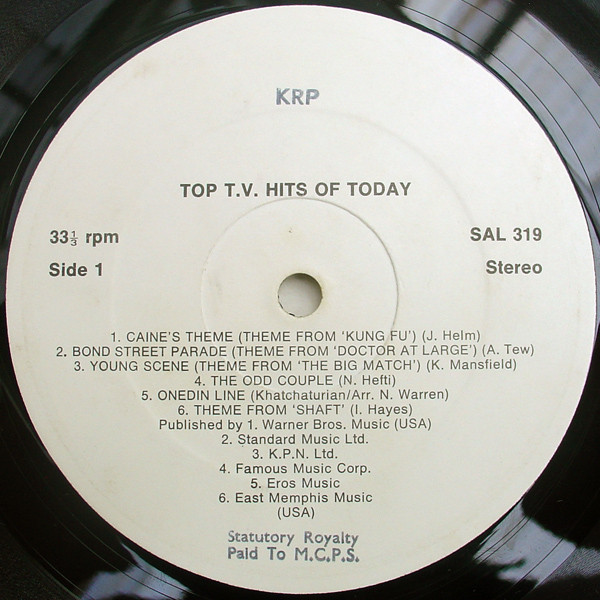 KRP
TOP T.V. HITS OF TODAY
33⅓ rpm
SAL 319
Side 1
Stereo
1. CAINE'S THEME (THEME FROM 'KUNG FU') (J. Helm)
2. BOND STREET PARADE (THEME FROM 'DOCTOR AT LARGE') (A. Tew)
3. YOUNG SCENE (THEME FROM 'THE BIG MATCH') (K. Mansfield)
4. THE ODD COUPLE (N. Hefti)
5. ONEDIN LINE (Khatchaturian/Arr. N. Warren)
6. THEME FROM 'SHAFT' (I. Hayes)
Published by 1. Warner Bros. Music (USA)
2. Standard Music Ltd.
3. K.P.N. Ltd.
4. Famous Music Corp.
5. Eros Music
6. East Memphis Music
(USA)
Statutory Royalty
Paid To M.C.P.S.